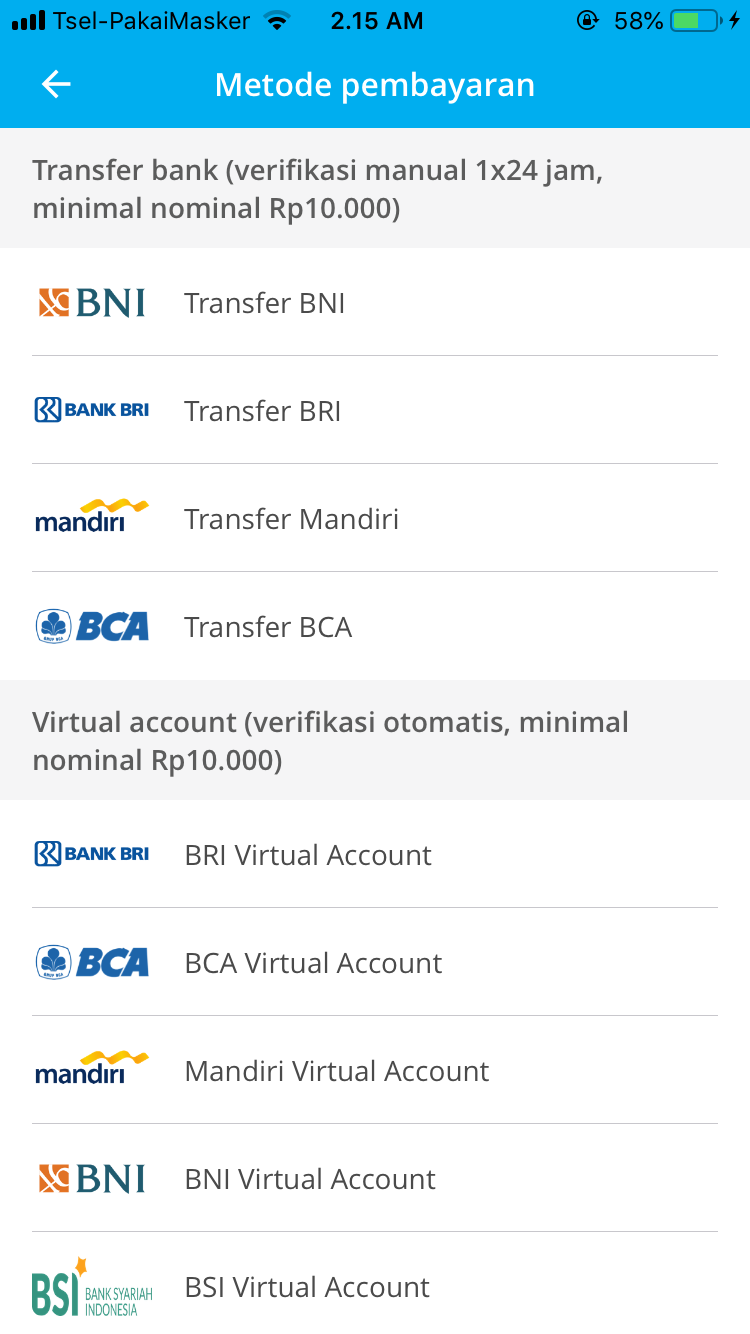 Tsel-PakaiMasker 2.15 AM 58%
Metode pembayaran
Transfer bank (verifikasi manual 1x24 jam,
minimal nominal Rp10.000)
BNI Transfer BNI
BANK BRI Transfer BRI
mandiri Transfer Mandiri
BCA Transfer BCA
Virtual account (verifikasi otomatis, minimal
nominal Rp10.000)
BANK BRI BRI Virtual Account
BCA BCA Virtual Account
mandiri Mandiri Virtual Account
BNI BNI Virtual Account
BSI BANK SYARIAH
INDONESIA BSI Virtual Account